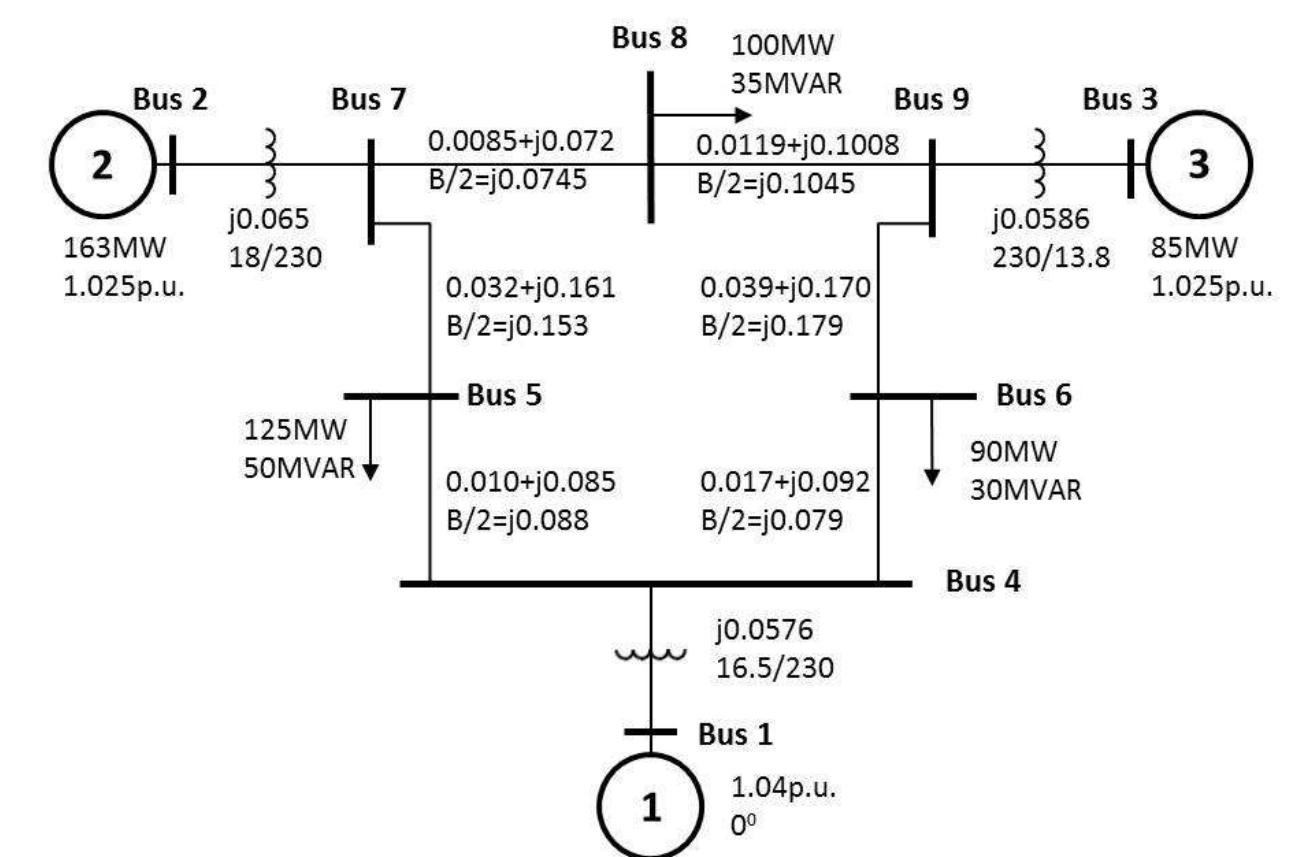 Bus 8
100MW
35MVAR
Bus 2
Bus 7
Bus 9
Bus 3
2
0.0085+j0.072
B/2=j0.0745
0.0119+j0.1008
B/2=j0.1045
3
163MW
1.025p.u.
j0.065
18/230
j0.0586
230/13.8
85MW
1.025p.u.
0.032+j0.161
B/2=j0.153
0.039+j0.170
B/2=j0.179
Bus 5
Bus 6
125MW
50MVAR
90MW
30MVAR
0.010+j0.085
B/2=j0.088
0.017+j0.092
B/2=j0.079
Bus 4
j0.0576
16.5/230
Bus 1
1
1.04p.u.
0⁰